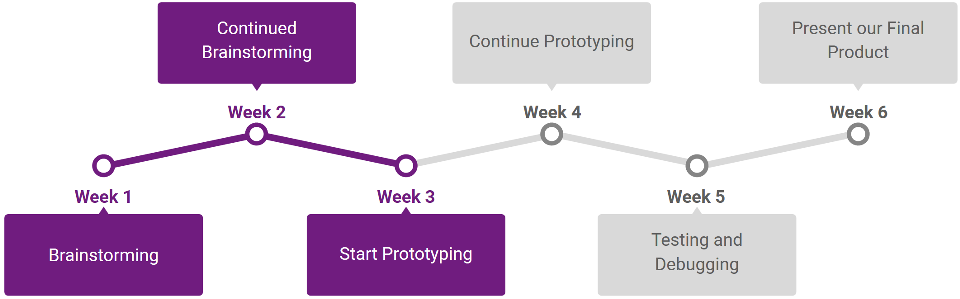 Continued
Brainstorming
Continue Prototyping
Present our Final
Product
Week 2
Week 4
Week 6
Week 1
Week 3
Week 5
Brainstorming
Start Prototyping
Testing and
Debugging